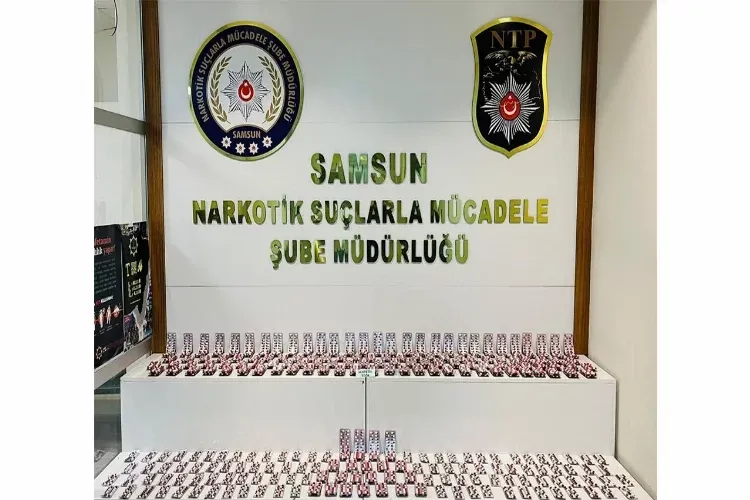 NARKOTİK SUÇLARLA MÜCADELE ŞUBE MÜDÜRLÜĞÜ
SAMSUN
NTP
SAMSUN
NARKOTİK SUÇLARLA MÜCADELE
ŞUBE MÜDÜRLÜĞÜ